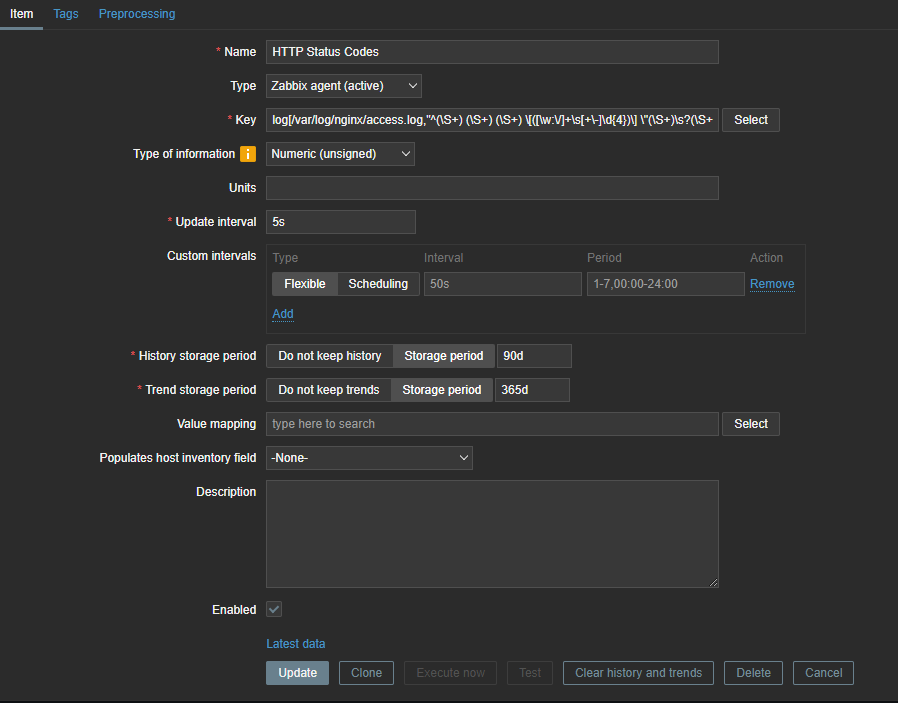 Item Tags Preprocessing
* Name HTTP Status Codes
Type Zabbix agent (active)
* Key log[/var/log/nginx/access.log,"^(\S+) (\S+) (\S+) \[([\w:\/]+\s[+\-]\d{4})\] \"(\S+)\s?(\S+ Select
Type of information i Numeric (unsigned)
Units
* Update interval 5s
Custom intervals Type Interval Period Action
Flexible Scheduling 50s 1-7,00:00-24:00 Remove
Add
* History storage period Do not keep history Storage period 90d
* Trend storage period Do not keep trends Storage period 365d
Value mapping type here to search Select
Populates host inventory field -None-
Description
Enabled
Latest data
Update Clone Execute now Test Clear history and trends Delete Cancel